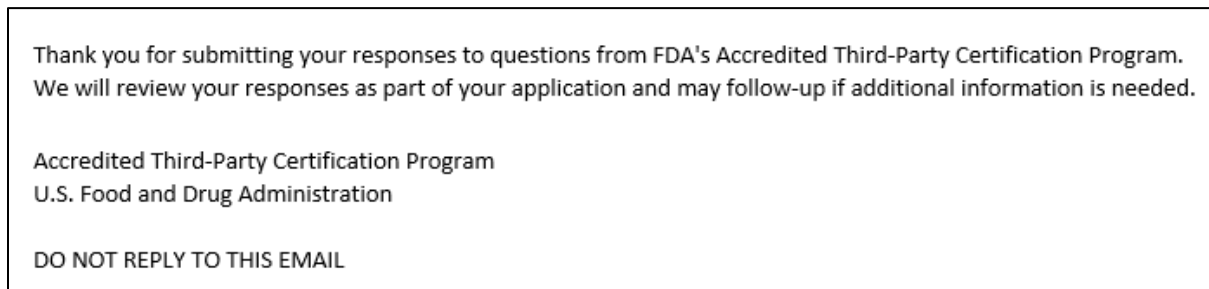 Thank you for submitting your responses to questions from FDA's Accredited Third-Party Certification Program.
We will review your responses as part of your application and may follow-up if additional information is needed.
Accredited Third-Party Certification Program
U.S. Food and Drug Administration
DO NOT REPLY TO THIS EMAIL